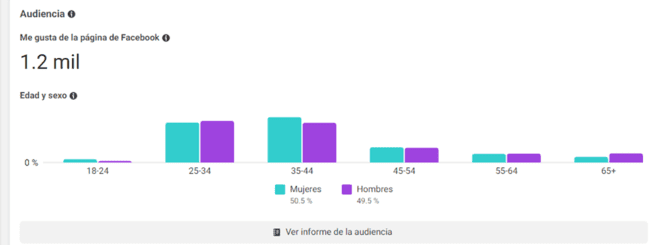 Audiencia
Me gusta de la página de Facebook
1.2 mil
Edad y sexo
0 %
18-24 25-34 35-44 45-54 55-64 65+
Mujeres Hombres
50.5 % 49.5 %
Ver informe de la audiencia